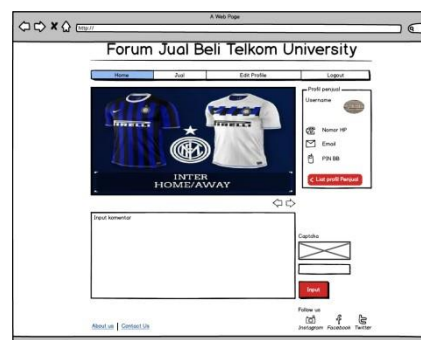 A Web Page
http://
Forum Jual Beli Telkom University
Home Jual Edit Profile Logout
Profil penjual
Username
Nomor HP
Email
PIN BB
Lihat profil Penjual
PIRELLI
PIRELLI
INTER
HOME/AWAY
Input komentar
Captcha
Input
Follow us
Instagram Facebook Twitter
About us | Contact Us